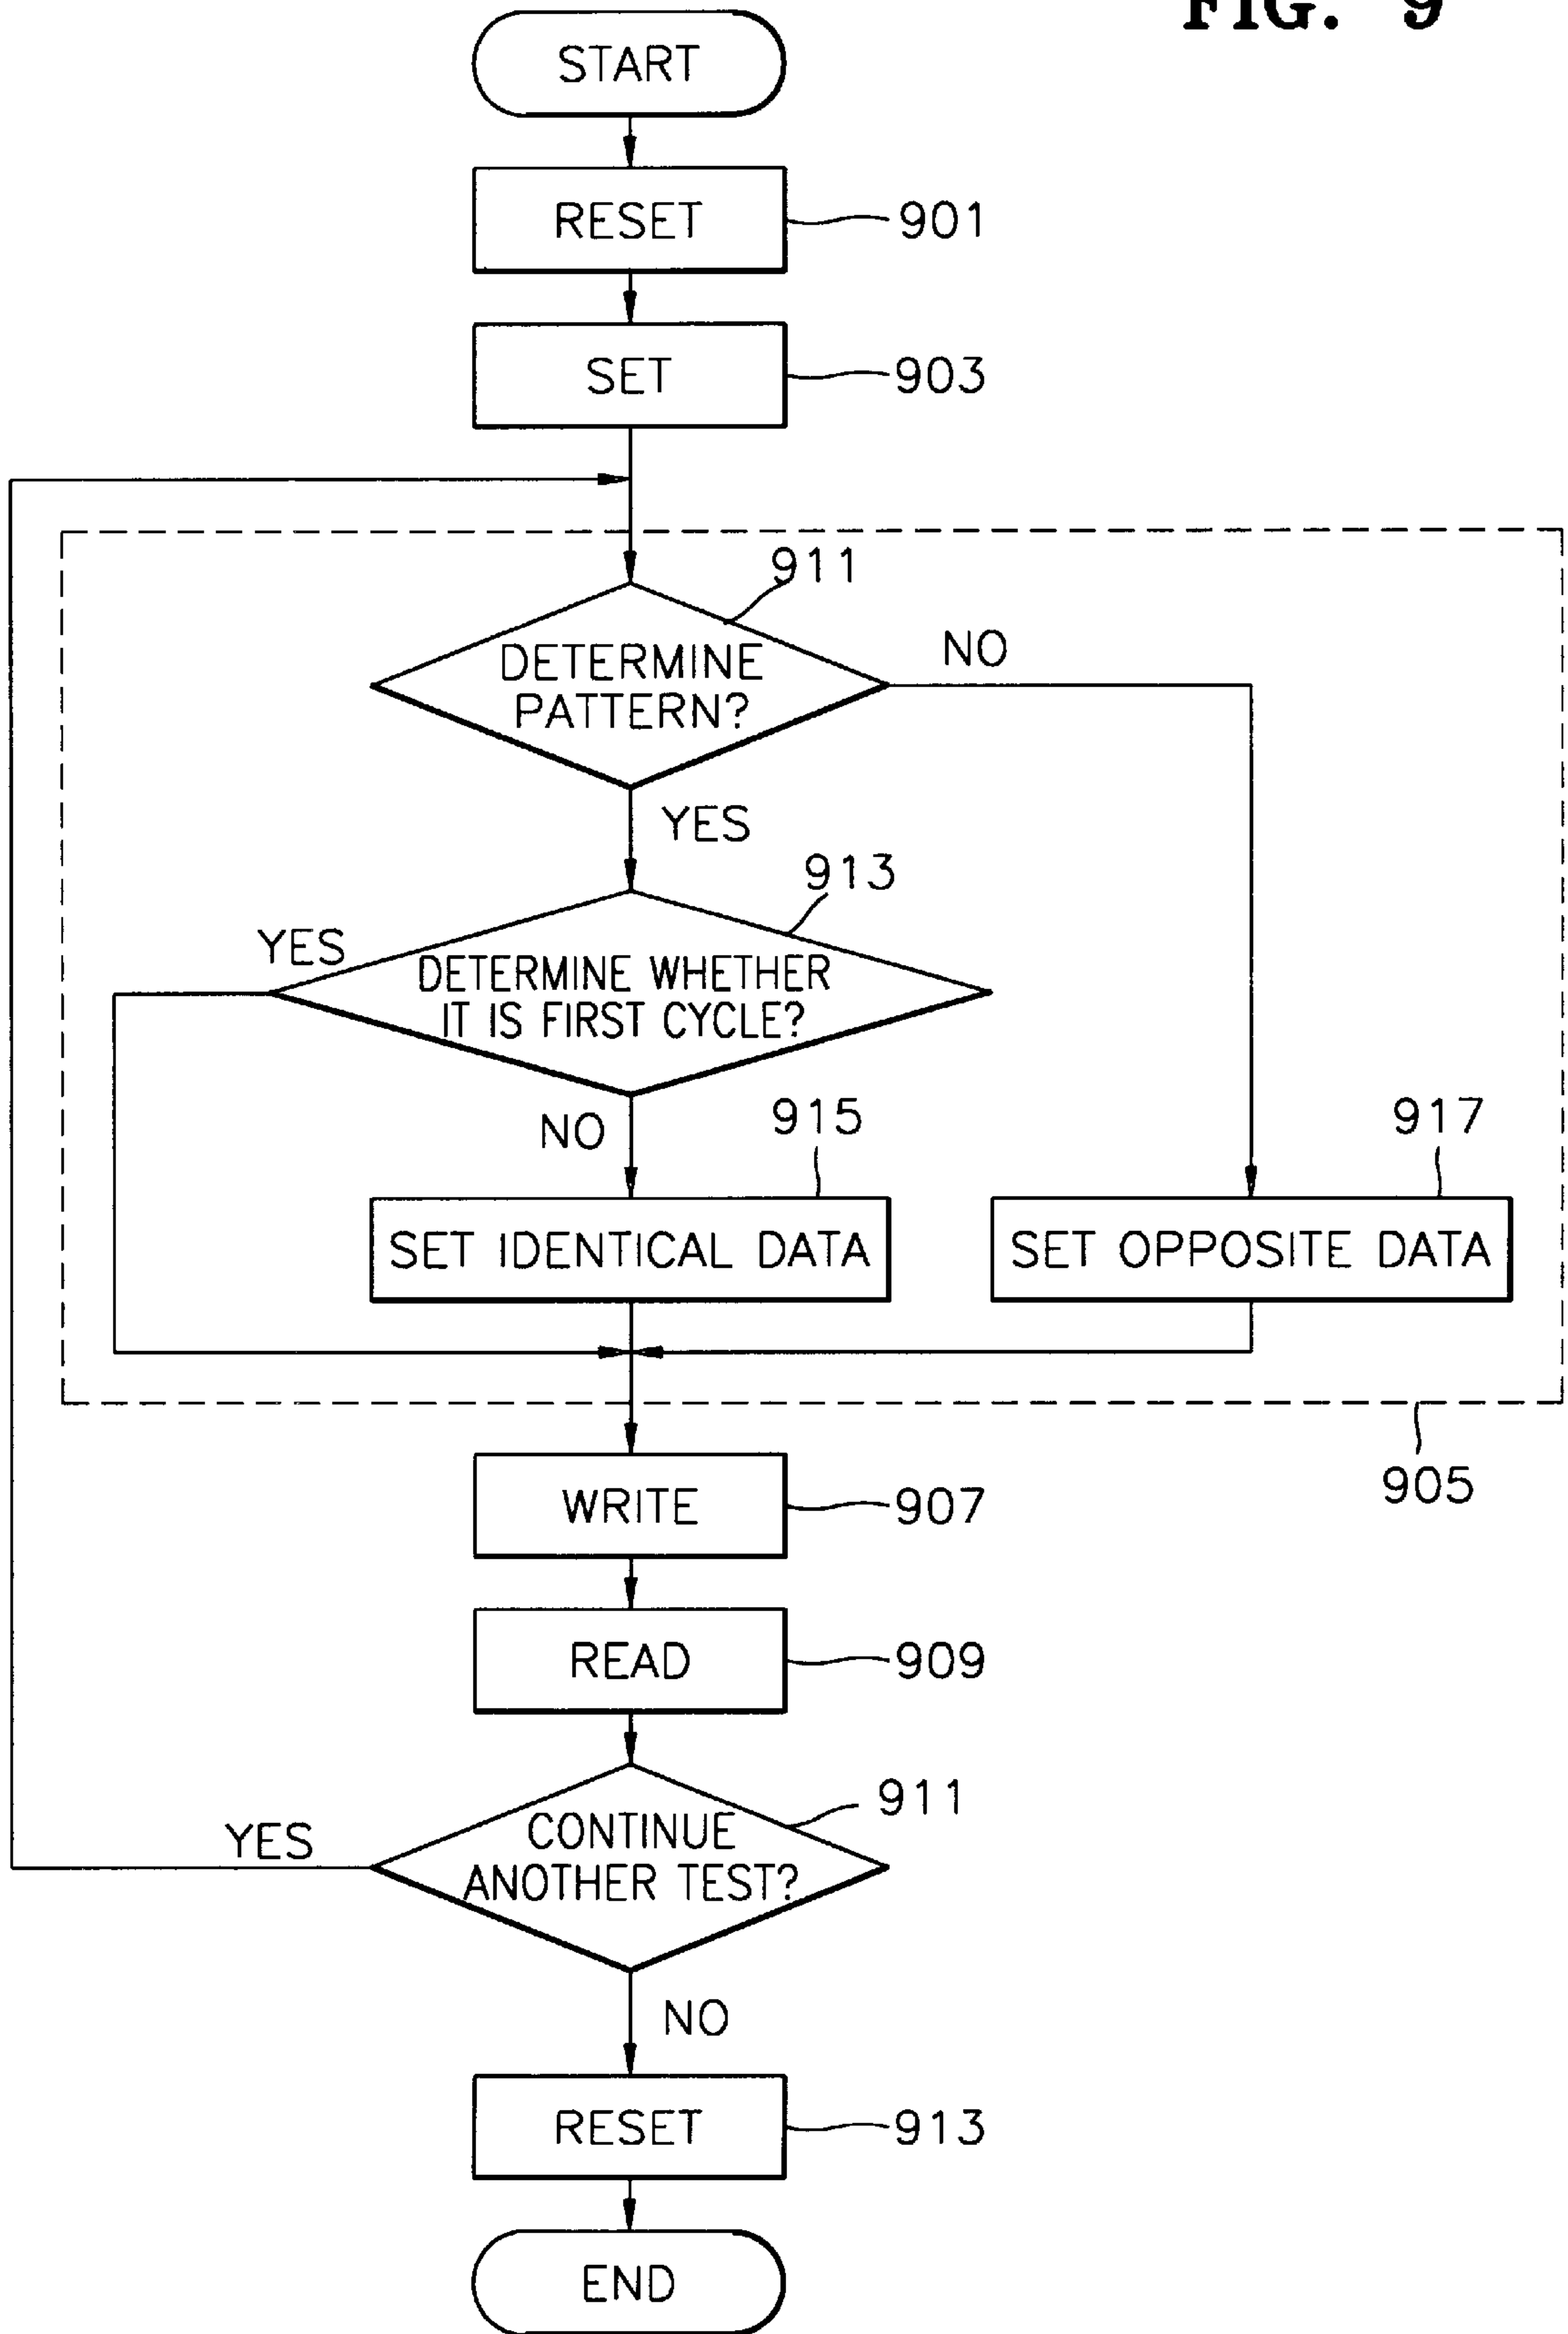 FIG. 9
START
RESET
901
SET
903
911
DETERMINE
PATTERN?
NO
YES
913
YES
DETERMINE WHETHER
IT IS FIRST CYCLE?
NO
915
917
SET IDENTICAL DATA
SET OPPOSITE DATA
905
WRITE
907
READ
909
911
CONTINUE
ANOTHER TEST?
YES
NO
RESET
913
END